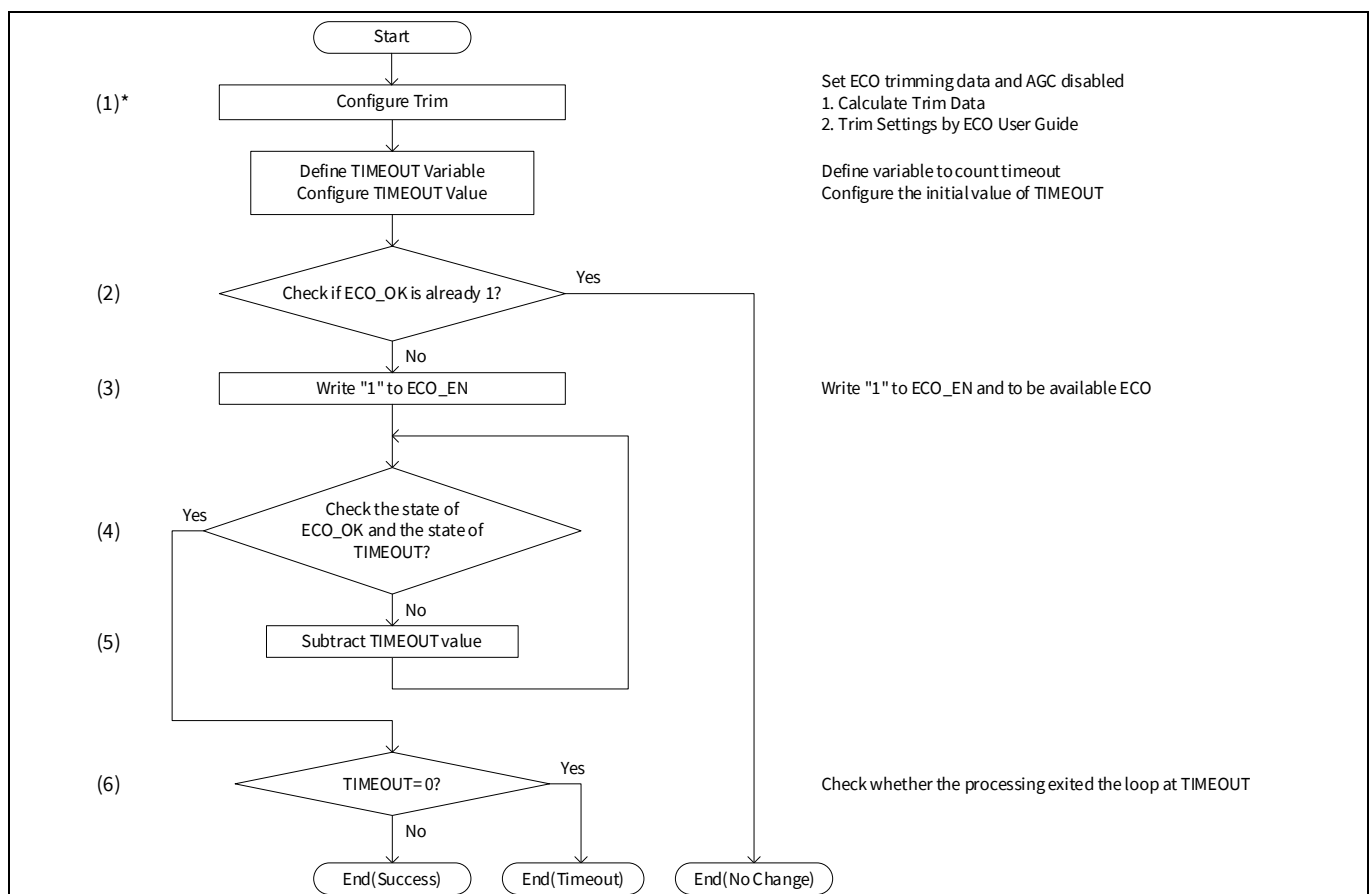 Start
(1)*
Configure Trim
Set ECO trimming data and AGC disabled
1. Calculate Trim Data
2. Trim Settings by ECO User Guide
Define TIMEOUT Variable
Configure TIMEOUT Value
Define variable to count timeout
Configure the initial value of TIMEOUT
(2)
Check if ECO_OK is already 1?
Yes
No
(3)
Write "1" to ECO_EN
Write "1" to ECO_EN and to be available ECO
(4)
Yes
Check the state of
ECO_OK and the state of
TIMEOUT?
No
(5)
Subtract TIMEOUT value
(6)
TIMEOUT= 0?
Yes
Check whether the processing exited the loop at TIMEOUT
No
End(Success)
End(Timeout)
End(No Change)